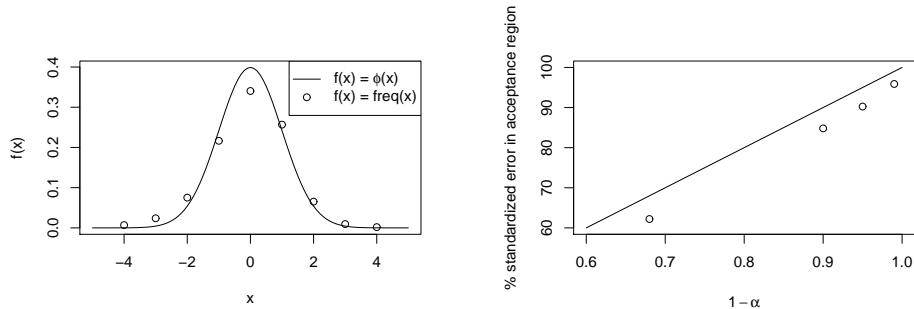 f(x)
0.0 0.1 0.2 0.3 0.4
f(x) = ϕ(x)
f(x) = freq(x)
−4 −2 0 2 4
x
% standardized error in acceptance region
60 70 80 90 100
0.6 0.7 0.8 0.9 1.0
1 − α